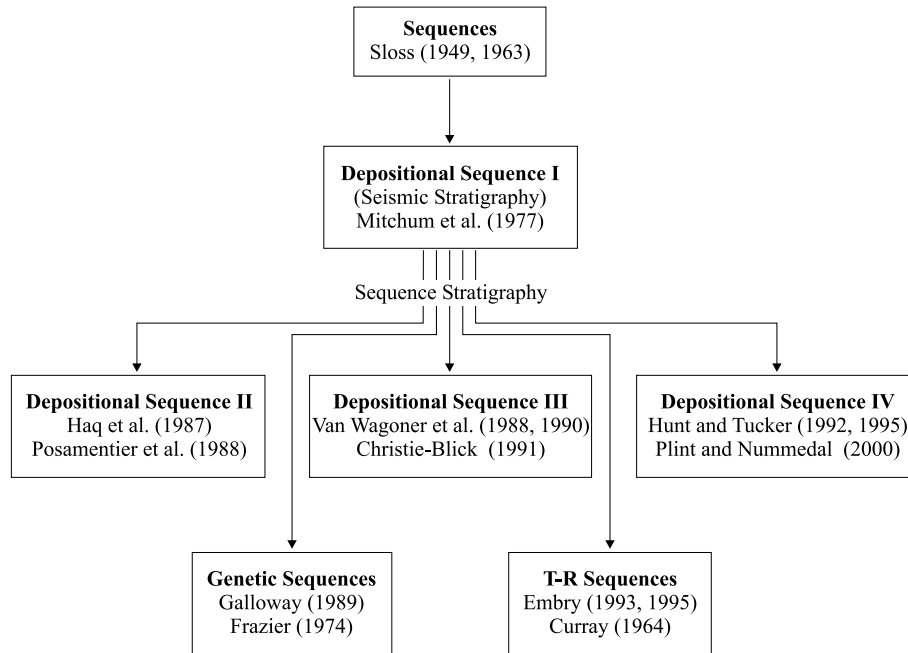 Sequences
Sloss (1949, 1963)
Depositional Sequence I
(Seismic Stratigraphy)
Mitchum et al. (1977)
Sequence Stratigraphy
Depositional Sequence II
Haq et al. (1987)
Posamentier et al. (1988)
Depositional Sequence III
Van Wagoner et al. (1988, 1990)
Christie-Blick (1991)
Depositional Sequence IV
Hunt and Tucker (1992, 1995)
Plint and Nummedal (2000)
Genetic Sequences
Galloway (1989)
Frazier (1974)
T-R Sequences
Embry (1993, 1995)
Curray (1964)